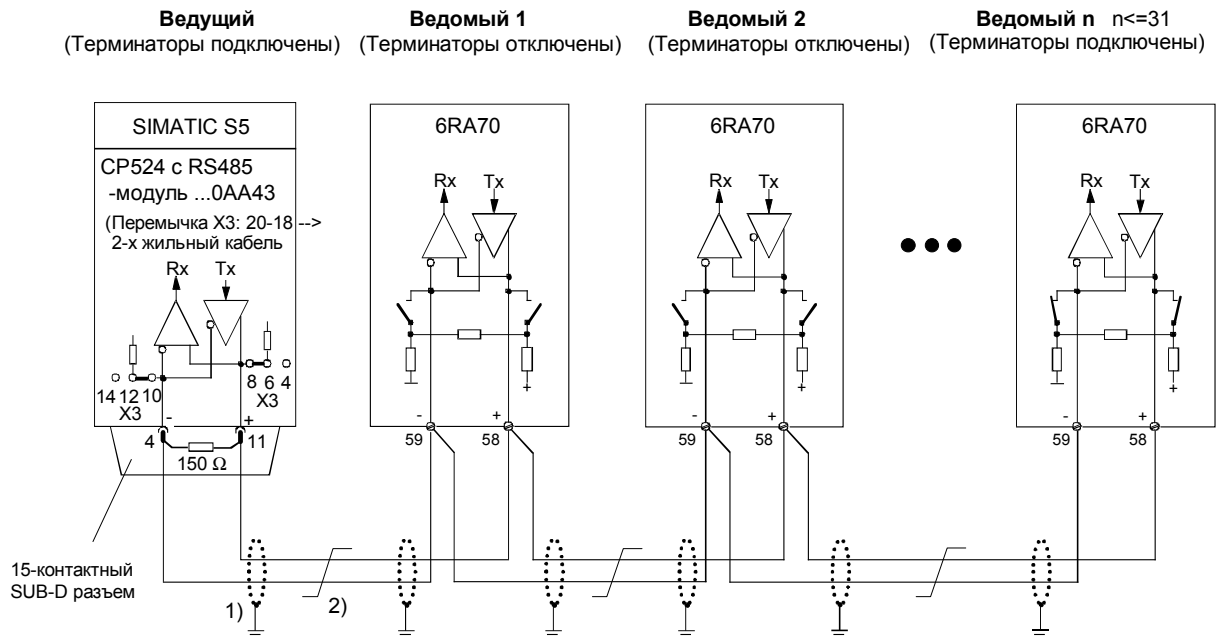 Ведущий
(Терминаторы подключены)
Ведомый 1
(Терминаторы отключены)
Ведомый 2
(Терминаторы отключены)
Ведомый n n<=31
(Терминаторы подключены)
SIMATIC S5
CP524 с RS485
-модуль ...0AA43
(Перемычка X3: 20-18 -->
2-х жильный кабель
Rx Tx
14 12 10
X3
8 6 4
X3
- +
4 11
150 Ω
6RA70
Rx Tx
+
- +
59 58
6RA70
Rx Tx
+
- +
59 58
6RA70
Rx Tx
+
- +
59 58
15-контактный
SUB-D разъем
1) 2)